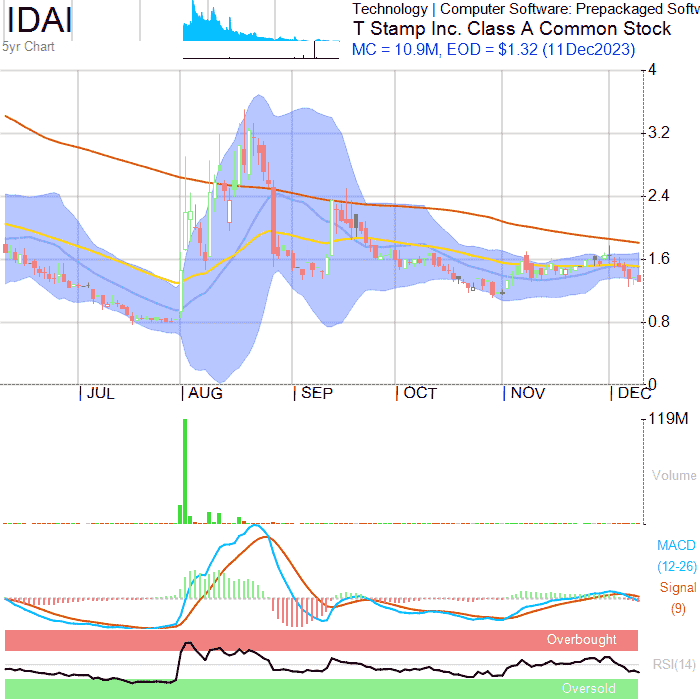 IDAI
5yr Chart
Technology | Computer Software: Prepackaged Softw
T Stamp Inc. Class A Common Stock
MC = 10.9M, EOD = $1.32 (11Dec2023)
4
3.2
2.4
1.6
0.8
0
JUL AUG SEP OCT NOV DEC
119M
Volume
MACD
(12-26)
Signal
(9)
Overbought
RSI(14)
Oversold